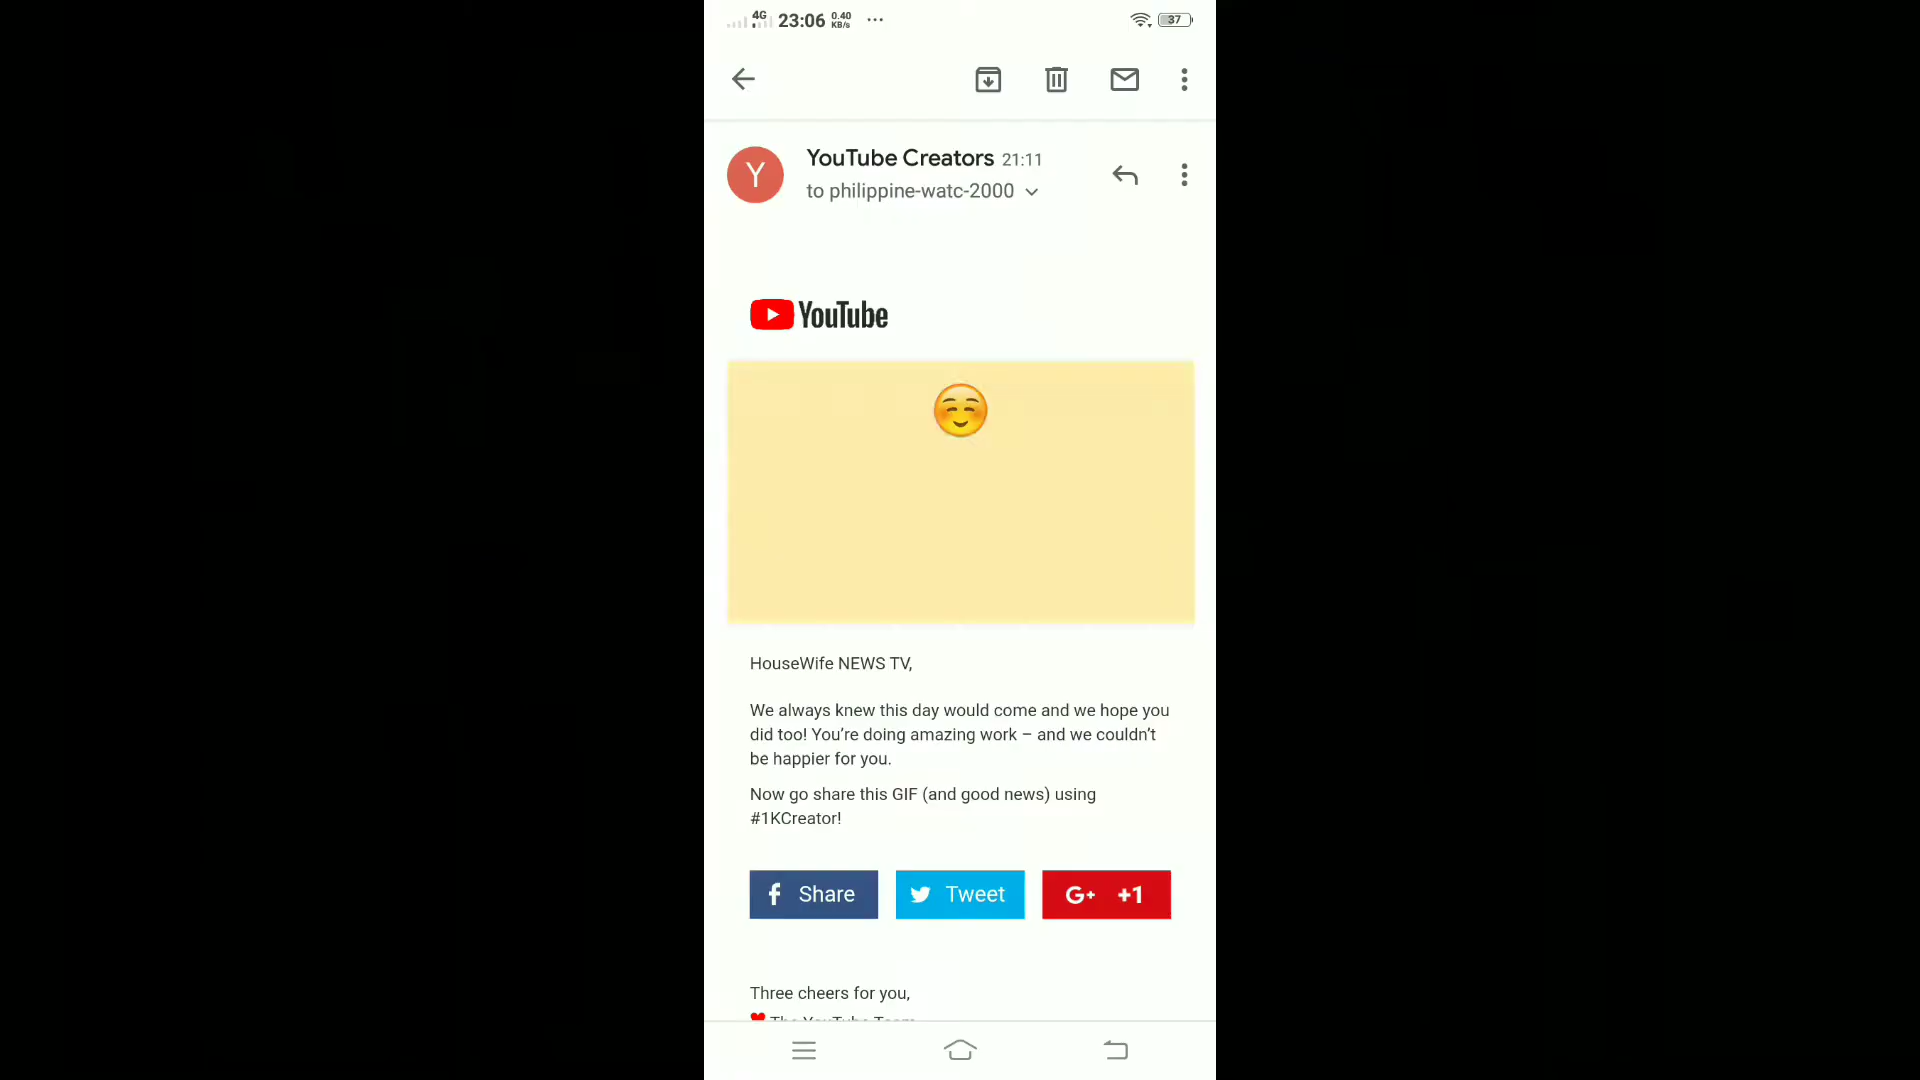 4G 23:06 0.40 KB/s ... 37
YouTube Creators 21:11
Y
to philippine-watc-2000
YouTube
HouseWife NEWS TV,
We always knew this day would come and we hope you
did too! You’re doing amazing work – and we couldn’t
be happier for you.
Now go share this GIF (and good news) using
#1KCreator!
f Share Tweet G+ +1
Three cheers for you,
The YouTube Team